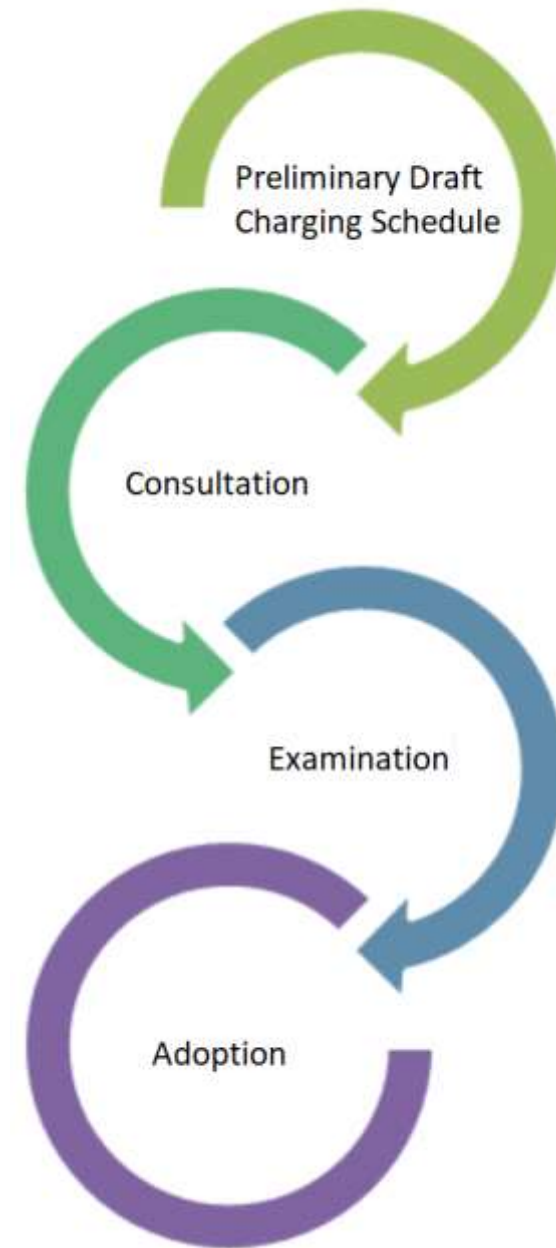 Preliminary Draft
Charging Schedule
Consultation
Examination
Adoption